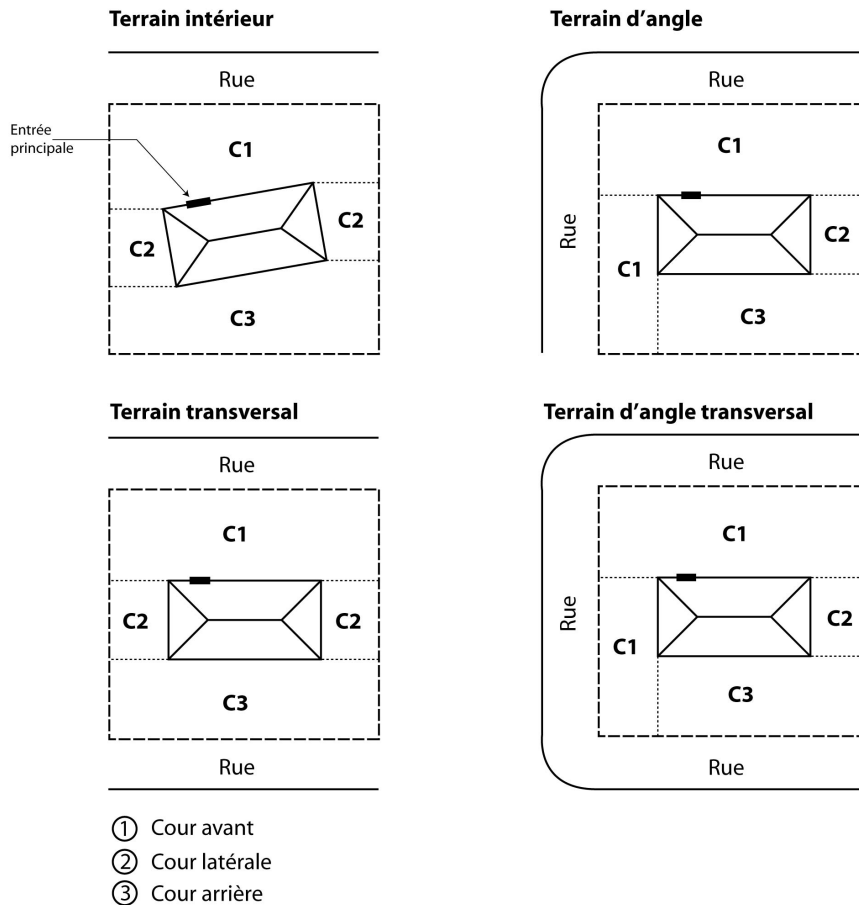 Terrain intérieur
Rue
Entrée
principale
C1
C2
C2
C3
Terrain d'angle
Rue
Rue
C1
C1
C2
C3
Terrain transversal
Rue
C1
C2
C2
C3
Rue
Terrain d'angle transversal
Rue
Rue
C1
C1
C2
C3
Rue
① Cour avant
② Cour latérale
③ Cour arrière